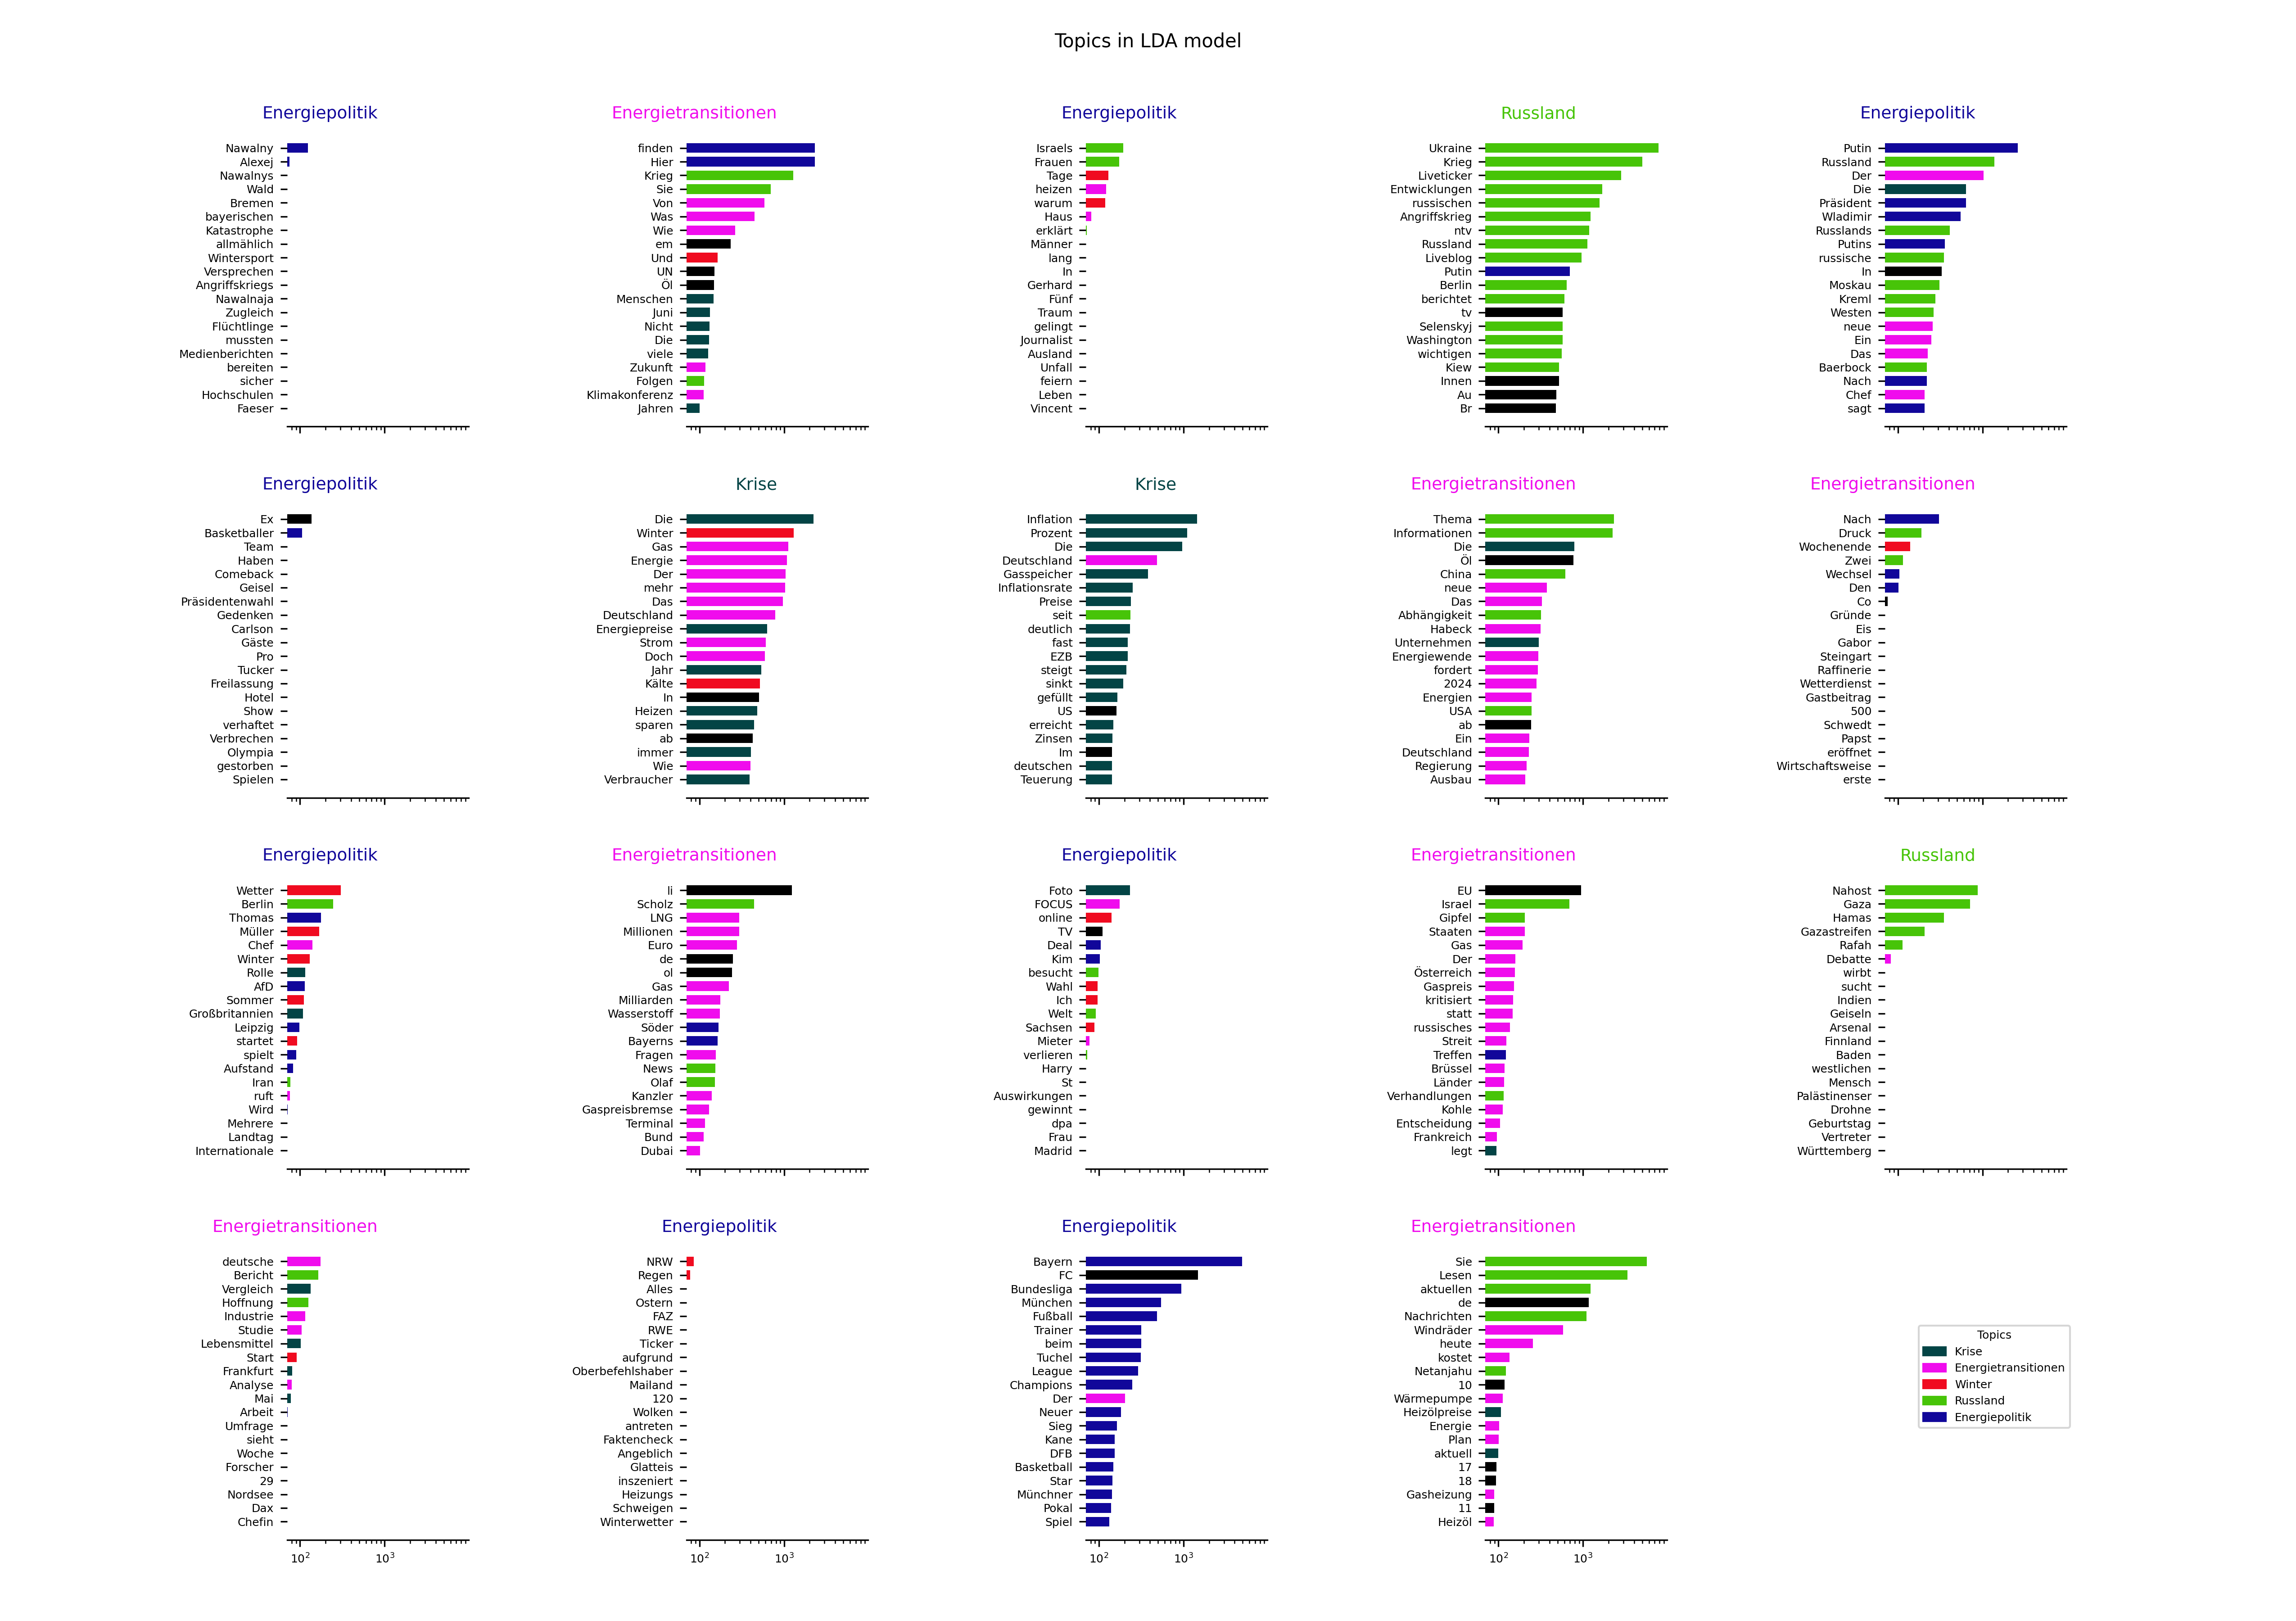 Topics in LDA model
Energiepolitik
Nawalny
Alexej
Nawalnys
Wald
Bremen
bayerischen
Katastrophe
allmählich
Wintersport
Versprechen
Angriffskriegs
Nawalnaja
Zugleich
Flüchtlinge
mussten
Medienberichten
bereiten
sicher
Hochschulen
Faeser
Energietransitionen
finden
Hier
Krieg
Sie
Von
Was
Wie
em
Und
UN
Öl
Menschen
Juni
Nicht
Die
viele
Zukunft
Folgen
Klimakonferenz
Jahren
Energiepolitik
Israels
Frauen
Tage
heizen
warum
Haus
erklärt
Männer
lang
In
Gerhard
Fünf
Traum
gelingt
Journalist
Ausland
Unfall
feiern
Leben
Vincent
Russland
Ukraine
Krieg
Liveticker
Entwicklungen
russischen
Angriffskrieg
ntv
Russland
Liveblog
Putin
Berlin
berichtet
tv
Selenskyj
Washington
wichtigen
Kiew
Innen
Au
Br
Energiepolitik
Putin
Russland
Der
Die
Präsident
Wladimir
Russlands
Putins
russische
In
Moskau
Kreml
Westen
neue
Ein
Das
Baerbock
Nach
Chef
sagt
Energiepolitik
Ex
Basketballer
Team
Haben
Comeback
Geisel
Präsidentenwahl
Gedenken
Carlson
Gäste
Pro
Tucker
Freilassung
Hotel
Show
verhaftet
Verbrechen
Olympia
gestorben
Spielen
Krise
Die
Winter
Gas
Energie
Der
mehr
Das
Deutschland
Energiepreise
Strom
Doch
Jahr
Kälte
In
Heizen
sparen
ab
immer
Wie
Verbraucher
Krise
Inflation
Prozent
Die
Deutschland
Gasspeicher
Inflationsrate
Preise
seit
deutlich
fast
EZB
steigt
sinkt
gefüllt
US
erreicht
Zinsen
Im
deutschen
Teuerung
Energietransitionen
Thema
Informationen
Die
Öl
China
neue
Das
Abhängigkeit
Habeck
Unternehmen
Energiewende
fordert
2024
Energien
USA
ab
Ein
Deutschland
Regierung
Ausbau
Energietransitionen
Nach
Druck
Wochenende
Zwei
Wechsel
Den
Co
Gründe
Eis
Gabor
Steingart
Raffinerie
Wetterdienst
Gastbeitrag
500
Schwedt
Papst
eröffnet
Wirtschaftsweise
erste
Energiepolitik
Wetter
Berlin
Thomas
Müller
Chef
Winter
Rolle
AfD
Sommer
Großbritannien
Leipzig
startet
spielt
Aufstand
Iran
ruft
Wird
Mehrere
Landtag
Internationale
Energietransitionen
li
Scholz
LNG
Millionen
Euro
de
ol
Gas
Milliarden
Wasserstoff
Söder
Bayerns
Fragen
News
Olaf
Kanzler
Gaspreisbremse
Terminal
Bund
Dubai
Energiepolitik
Foto
FOCUS
online
TV
Deal
Kim
besucht
Wahl
Ich
Welt
Sachsen
Mieter
verlieren
Harry
St
Auswirkungen
gewinnt
dpa
Frau
Madrid
Energietransitionen
EU
Israel
Gipfel
Staaten
Gas
Der
Österreich
Gaspreis
kritisiert
statt
russisches
Streit
Treffen
Brüssel
Länder
Verhandlungen
Kohle
Entscheidung
Frankreich
legt
Russland
Nahost
Gaza
Hamas
Gazastreifen
Rafah
Debatte
wirbt
sucht
Indien
Geiseln
Arsenal
Finnland
Baden
westlichen
Mensch
Palästinenser
Drohne
Geburtstag
Vertreter
Württemberg
Energietransitionen
deutsche
Bericht
Vergleich
Hoffnung
Industrie
Studie
Lebensmittel
Start
Frankfurt
Analyse
Mai
Arbeit
Umfrage
sieht
Woche
Forscher
29
Nordsee
Dax
Chefin
10² 10³
Energiepolitik
NRW
Regen
Alles
Ostern
FAZ
RWE
Ticker
aufgrund
Oberbefehlshaber
Mailand
120
Wolken
antreten
Faktencheck
Angeblich
Glatteis
inszeniert
Heizungs
Schweigen
Winterwetter
10² 10³
Energiepolitik
Bayern
FC
Bundesliga
München
Fußball
Trainer
beim
Tuchel
League
Champions
Der
Neuer
Sieg
Kane
DFB
Basketball
Star
Münchner
Pokal
Spiel
10² 10³
Energietransitionen
Sie
Lesen
aktuellen
de
Nachrichten
Windräder
heute
kostet
Netanjahu
10
Wärmepumpe
Heizölpreise
Energie
Plan
aktuell
17
18
Gasheizung
11
Heizöl
10² 10³
Topics
Krise
Energietransitionen
Winter
Russland
Energiepolitik